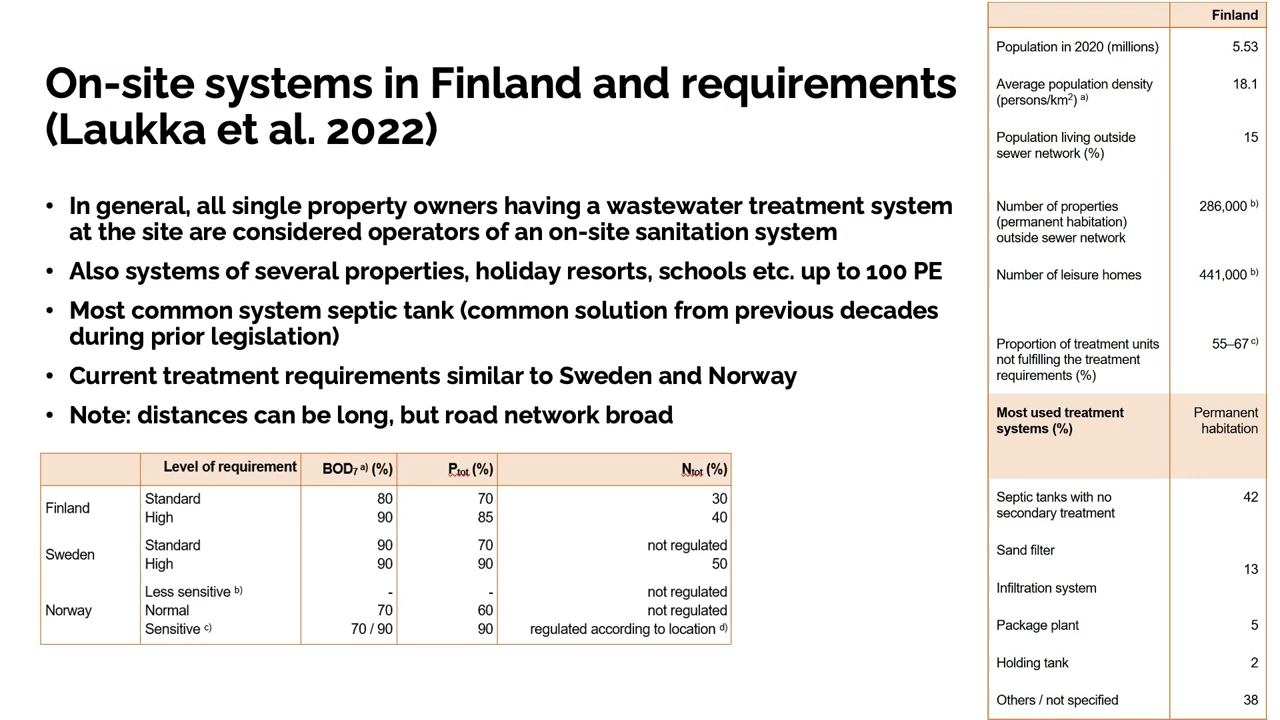 On-site systems in Finland and requirements
(Laukka et al. 2022)
• In general, all single property owners having a wastewater treatment system
at the site are considered operators of an on-site sanitation system
• Also systems of several properties, holiday resorts, schools etc. up to 100 PE
• Most common system septic tank (common solution from previous decades
during prior legislation)
• Current treatment requirements similar to Sweden and Norway
• Note: distances can be long, but road network broad
Level of requirement BOD7 a) (%) Ptot (%) Ntot (%)
Finland
Standard 80 70 30
High 90 85 40
Sweden
Standard 90 70 not regulated
High 90 90 50
Norway
Less sensitive b) - - not regulated
Normal 70 60 not regulated
Sensitive c) 70 / 90 90 regulated according to location d)
Finland
Population in 2020 (millions) 5.53
Average population density 18.1
(persons/km2) a)
Population living outside 15
sewer network (%)
Number of properties 286,000 b)
(permanent habitation)
outside sewer network
Number of leisure homes 441,000 b)
Proportion of treatment units 55–67 c)
not fulfilling the treatment
requirements (%)
Most used treatment Permanent
systems (%) habitation
Septic tanks with no 42
secondary treatment
Sand filter
13
Infiltration system
Package plant 5
Holding tank 2
Others / not specified 38